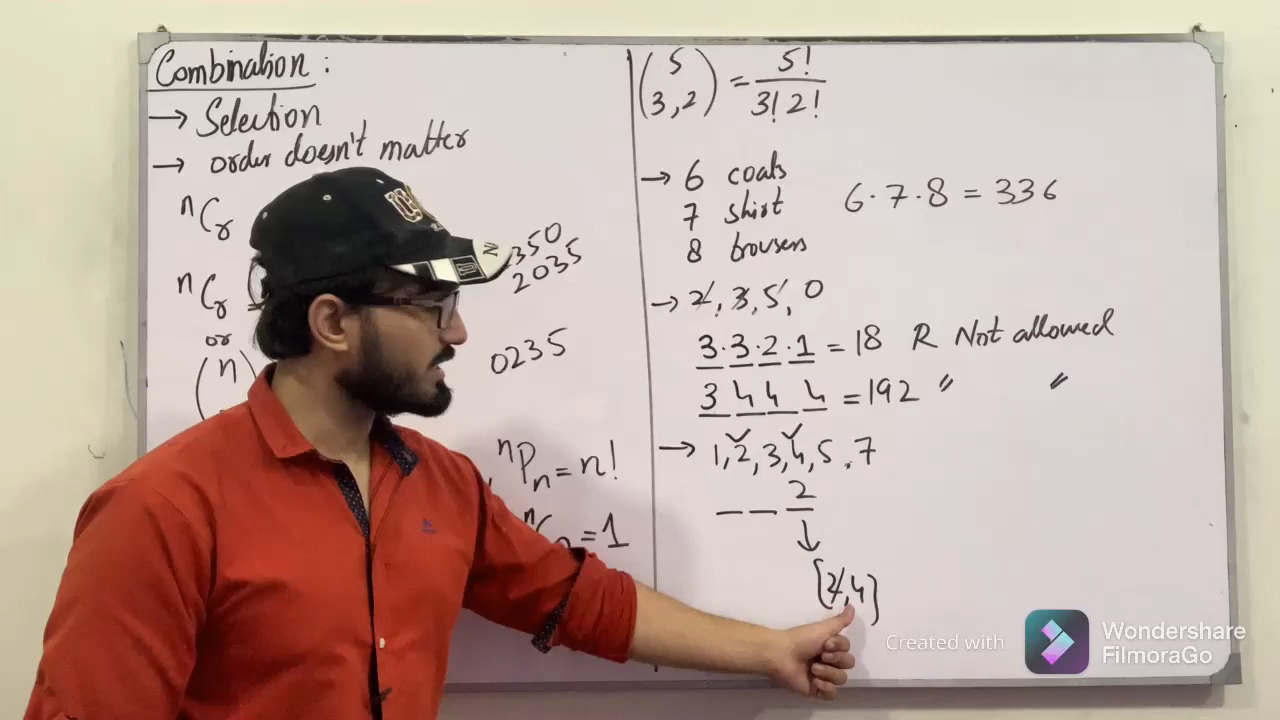 Combination :
→ Selection
→ order doesn't matter
nCr
nCr =
or
(n
350
2035
0235
nPn = n!
= 1
(5
3,2) = 5!
3! 2!
→ 6 coats
7 shirt
8 trousers
6·7·8 = 336
→ 2, 3, 5, 0
3·3·2·1 = 18 R Not allowed
3 4 4 4 = 192 " "
→ 1, 2, 3, 4, 5, 7
_ _ 2
↓
{2, 4}
Created with
Wondershare
FilmoraGo